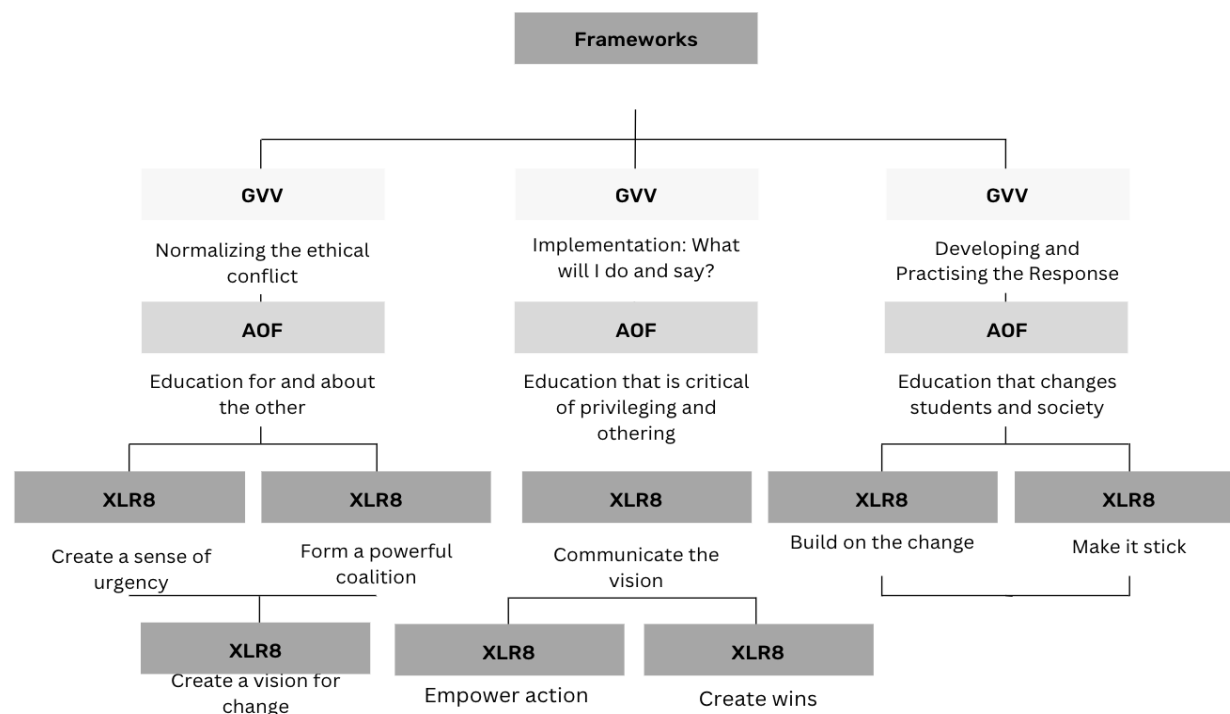 Frameworks
GVV
GVV
GVV
Normalizing the ethical
conflict
Implementation: What
will I do and say?
Developing and
Practising the Response
AOF
AOF
AOF
Education for and about
the other
Education that is critical
of privileging and
othering
Education that changes
students and society
XLR8
XLR8
XLR8
XLR8
XLR8
Create a sense of
urgency
Form a powerful
coalition
Communicate the
vision
Build on the change
Make it stick
XLR8
XLR8
XLR8
Create a vision for
change
Empower action
Create wins